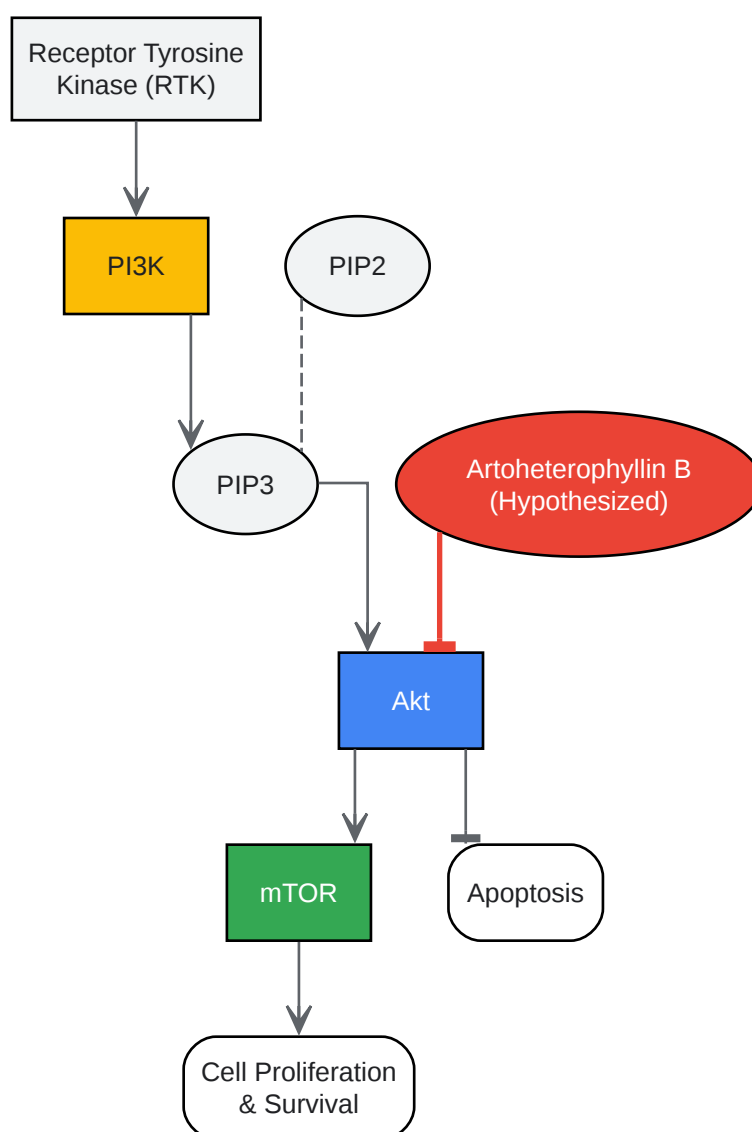 Receptor Tyrosine
Kinase (RTK)
PI3K
PIP2
PIP3
Artoheterophyllin B
(Hypothesized)
Akt
mTOR
Apoptosis
Cell Proliferation
& Survival